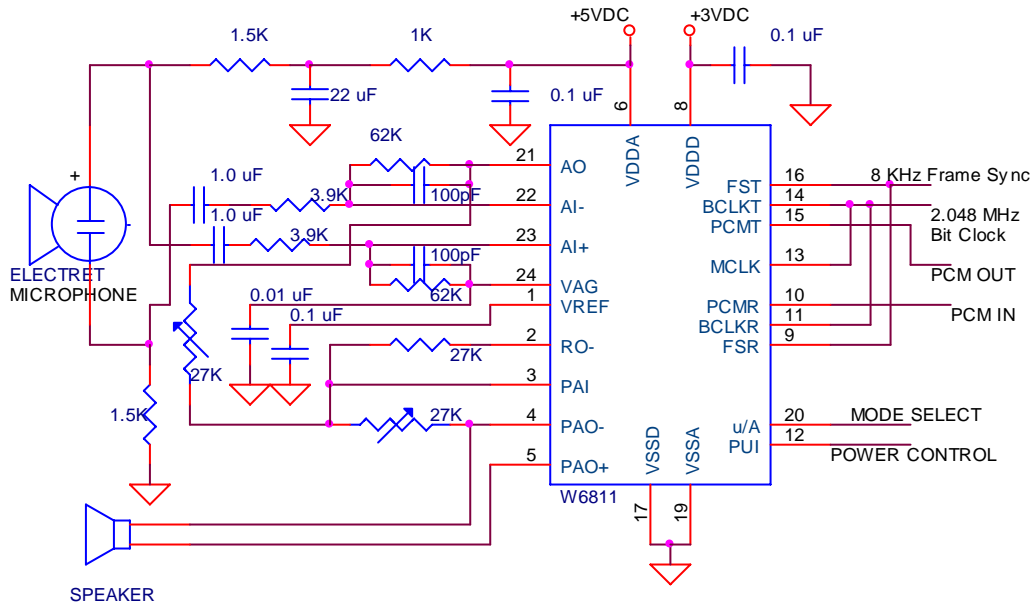 +5VDC
+3VDC
1.5K
1K
0.1 uF
22 uF
0.1 uF
6
8
VDDA
VDDD
62K
21
AO
1.0 uF
100pF
3.9K
22
AI-
1.0 uF
3.9K
23
AI+
100pF
62K
24
VAG
+
ELECTRET
MICROPHONE
0.01 uF
0.1 uF
1
VREF
27K
2
RO-
27K
3
PAI
1.5K
27K
4
PAO-
5
PAO+
FST
16
8 KHz Frame Sync
BCLKT
14
2.048 MHz
Bit Clock
PCMT
15
PCM OUT
MCLK
13
PCMR
10
PCM IN
BCLKR
11
FSR
9
u/A
20
MODE SELECT
PUI
12
POWER CONTROL
VSSD
VSSA
W6811
17
19
SPEAKER